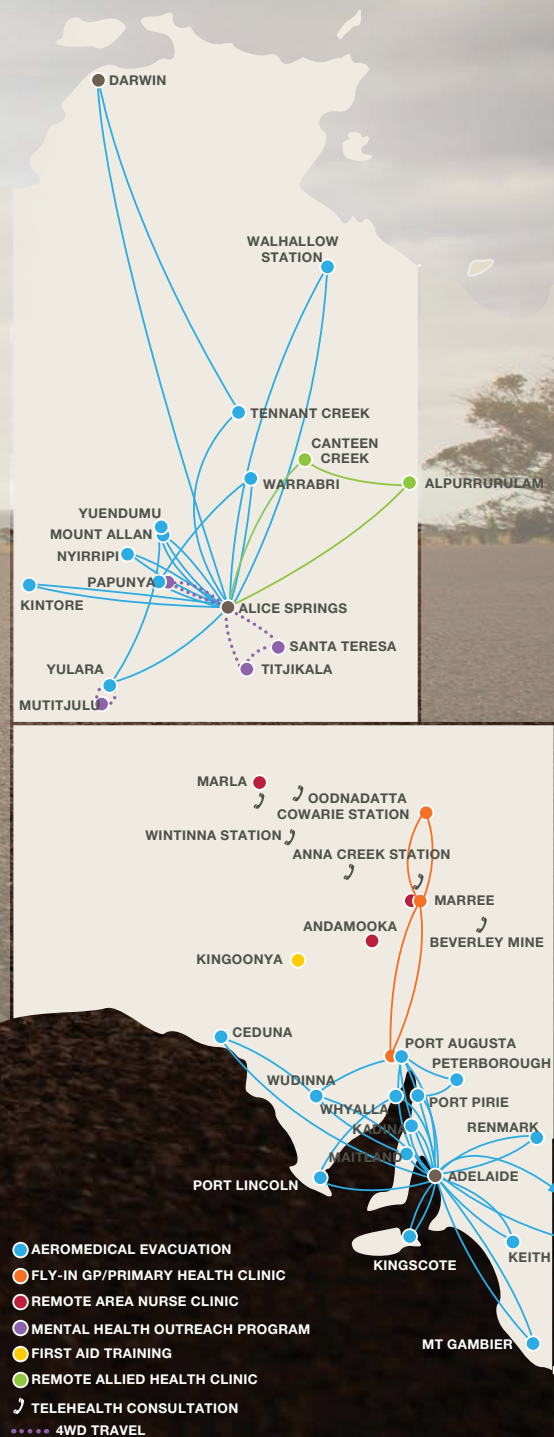 DARWIN
WALHALLOW
STATION
TENNANT CREEK
CANTEEN
CREEK
WARRABRI
ALPURRURULAM
YUENDUMU
MOUNT ALLAN
NYIRRIPI
PAPUNYA
KINTORE
ALICE SPRINGS
SANTA TERESA
TITJIKALA
YULARA
MUTITJULU
MARLA
OODNADATTA
COWARIE STATION
WINTINNA STATION
ANNA CREEK STATION
MARREE
ANDAMOOKA
BEVERLEY MINE
KINGOONYA
CEDUNA
PORT AUGUSTA
PETERBOROUGH
WUDINNA
WHYALLA
PORT PIRIE
KADINA
RENMARK
MAITLAND
ADELAIDE
PORT LINCOLN
KEITH
KINGSCOTE
MT GAMBIER
AEROMEDICAL EVACUATION
FLY-IN GP/PRIMARY HEALTH CLINIC
REMOTE AREA NURSE CLINIC
MENTAL HEALTH OUTREACH PROGRAM
FIRST AID TRAINING
REMOTE ALLIED HEALTH CLINIC
TELEHEALTH CONSULTATION
4WD TRAVEL